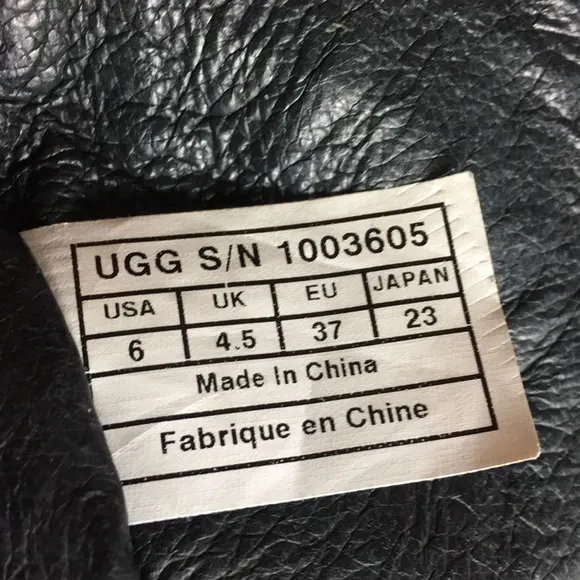 UGG S/N 1003605
USA UK EU JAPAN
6 4.5 37 23
Made In China
Fabrique en Chine